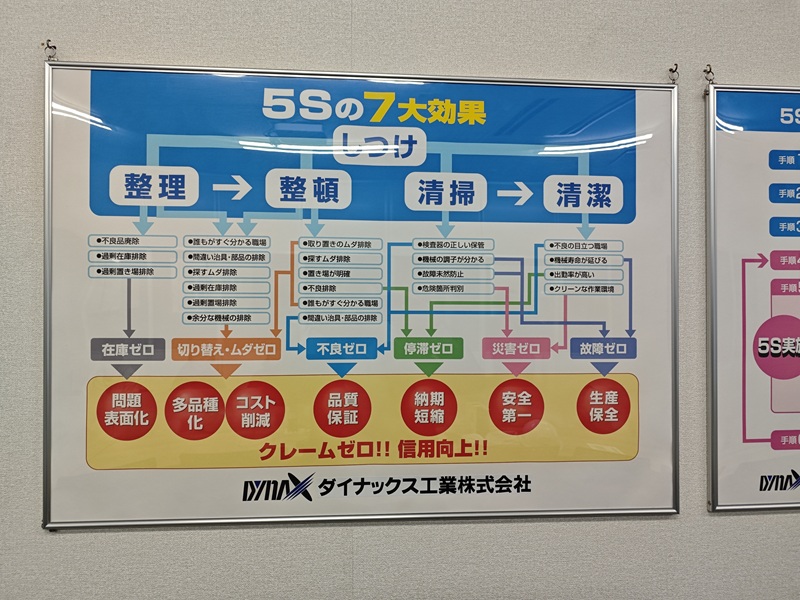 5Sの7大効果
しつけ
整理 → 整頓
清掃 → 清潔
●不良品廃除
●過剰在庫排除
●過剰置き場排除
●誰もがすぐ分かる職場
●間違い治具・部品の排除
●探すムダ排除
●過剰在庫排除
●過剰置場排除
●余分な機械の排除
●取り置きのムダ排除
●探すムダ排除
●置き場が明確
●不良排除
●誰もがすぐ分かる職場
●間違い治具・部品の排除
●検査器の正しい保管
●機械の調子が分かる
●故障未然防止
●危険箇所判別
●不良の目立つ職場
●機械寿命が延びる
●出勤率が高い
●クリーンな作業環境
在庫ゼロ
切り替え・ムダゼロ
不良ゼロ
停滞ゼロ
災害ゼロ
故障ゼロ
問題
表面化
多品種
化
コスト
削減
品質
保証
納期
短縮
安全
第一
生産
保全
クレームゼロ!! 信用向上!!
DYNAX ダイナックス工業株式会社
5S
手順
手順
手順
手順
手順
5S実施
手順
DYNAX